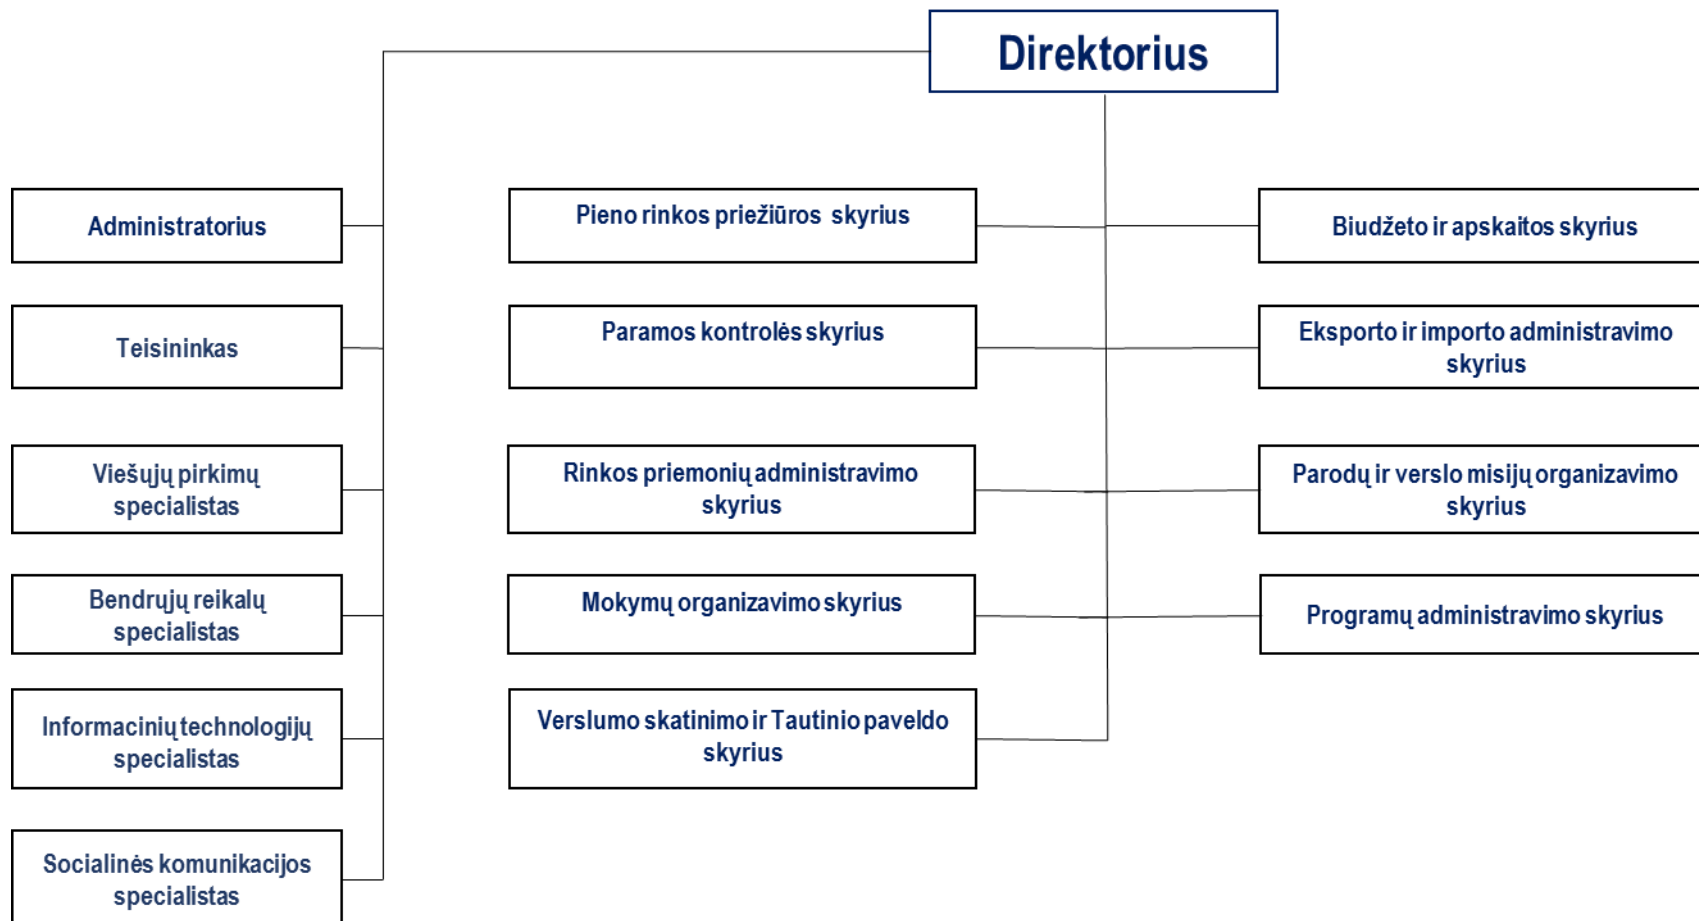 Direktorius
Administratorius
Teisininkas
Viešųjų pirkimų
specialistas
Bendrųjų reikalų
specialistas
Informacinių technologijų
specialistas
Socialinės komunikacijos
specialistas
Pieno rinkos priežiūros skyrius
Paramos kontrolės skyrius
Rinkos priemonių administravimo
skyrius
Mokymų organizavimo skyrius
Verslumo skatinimo ir Tautinio paveldo
skyrius
Biudžeto ir apskaitos skyrius
Eksporto ir importo administravimo
skyrius
Parodų ir verslo misijų organizavimo
skyrius
Programų administravimo skyrius